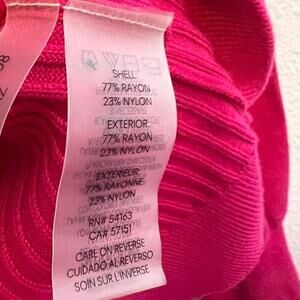 SHELL:
77% RAYON
23% NYLON
EXTERIOR:
77% RAYON
23% NYLON
EXTÉRIEUR:
77% RAYONNE
23% NYLON
RN# 54163
CA# 57151
CARE ON REVERSE
CUIDADO AL REVERSO
SOIN SUR L'INVERSE